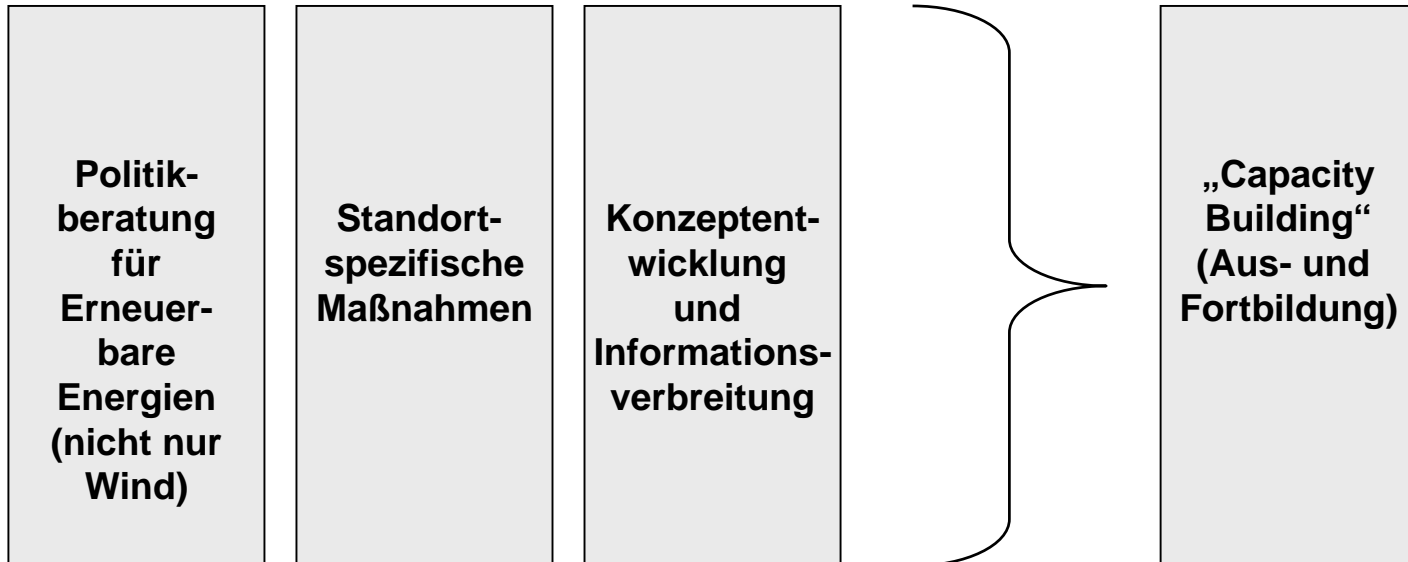 Politik-
beratung
für
Erneuer-
bare
Energien
(nicht nur
Wind)
Standort-
spezifische
Maßnahmen
Konzeptent-
wicklung
und
Informations-
verbreitung
„Capacity
Building“
(Aus- und
Fortbildung)